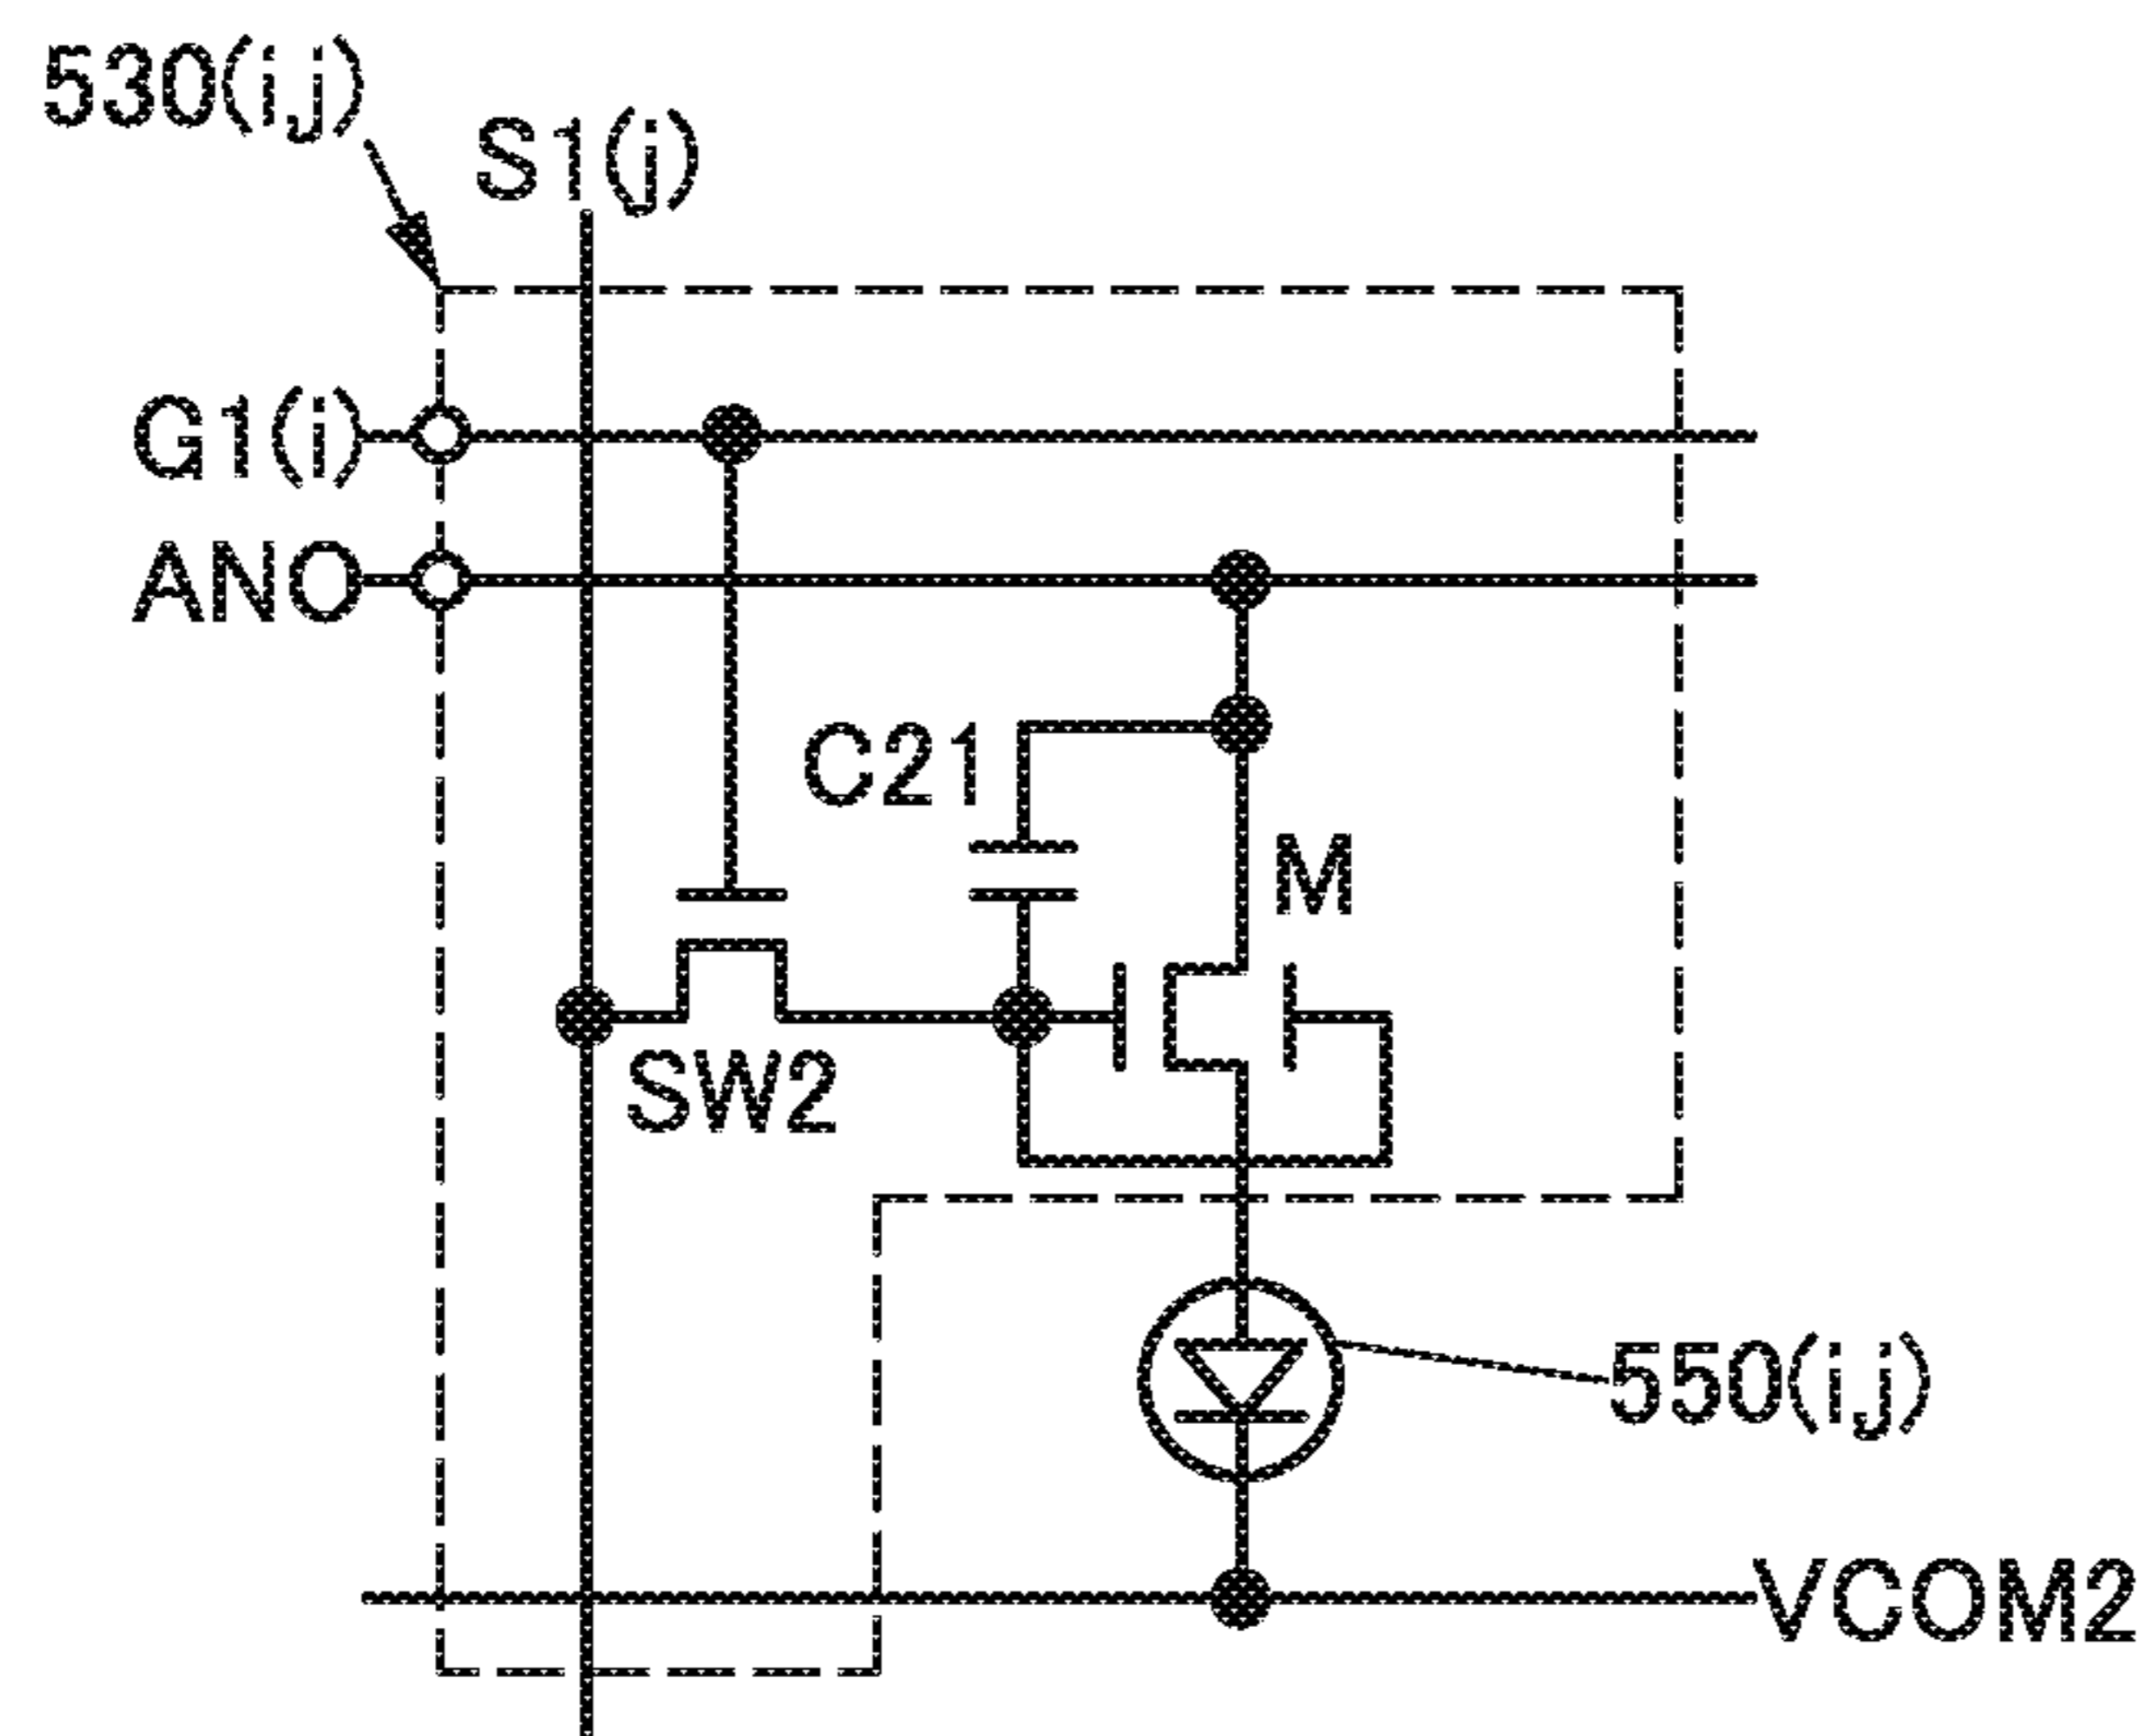 530(i,j)
S1(j)
G1(i)
ANO
C21
M
SW2
550(i,j)
VCOM2